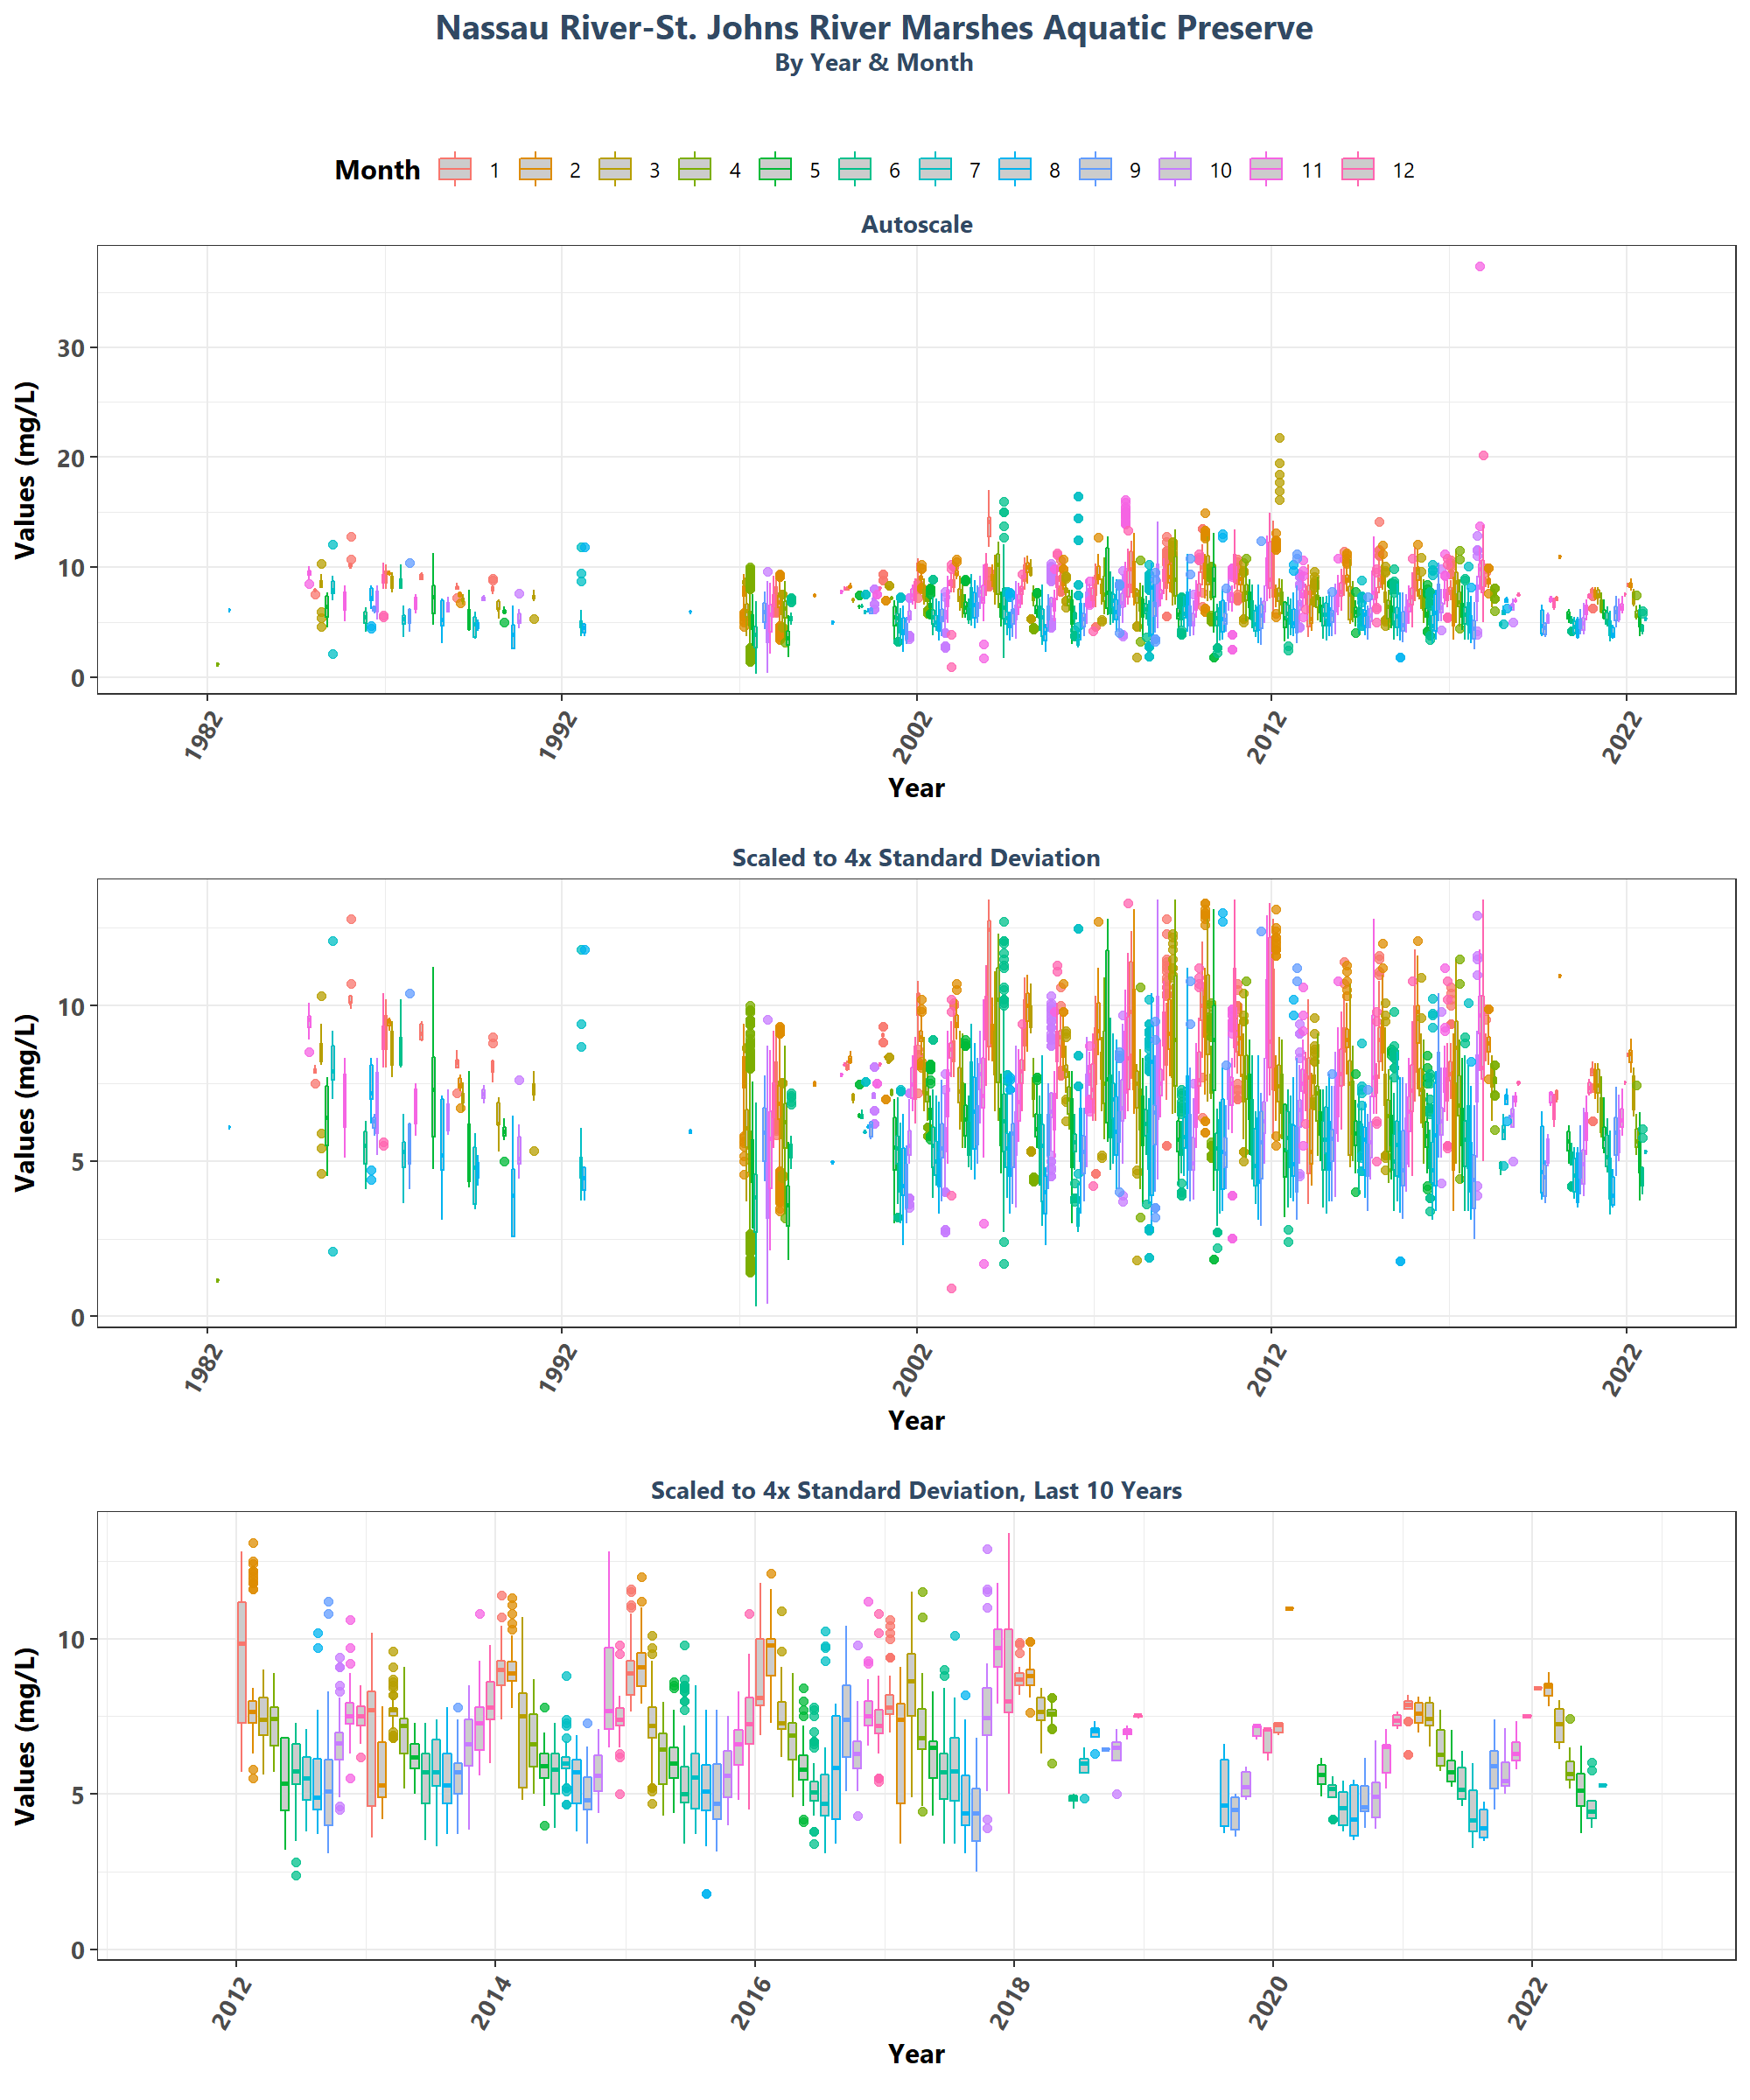 Nassau River-St. Johns River Marshes Aquatic Preserve
By Year & Month
Month 1 2 3 4 5 6 7 8 9 10 11 12
Autoscale
Values (mg/L)
30
20
10
0
1982 1992 2002 2012 2022
Year
Scaled to 4x Standard Deviation
Values (mg/L)
10
5
0
1982 1992 2002 2012 2022
Year
Scaled to 4x Standard Deviation, Last 10 Years
Values (mg/L)
10
5
0
2012 2014 2016 2018 2020 2022
Year